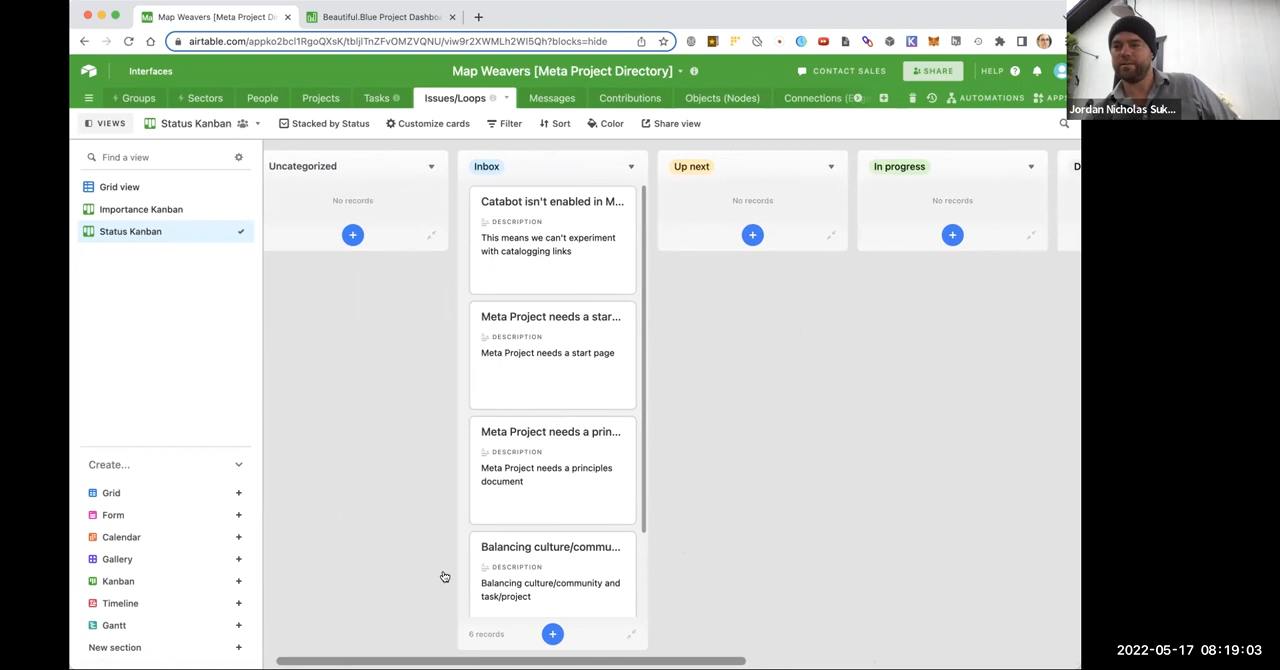 Map Weavers [Meta Project Di
Beautiful.Blue Project Dashbo
airtable.com/appko2bcl1RgoQXsK/tbljlTnZFvOMZVQNU/viw9r2XWMLh2WI5Qh?blocks=hide
Interfaces
Map Weavers [Meta Project Directory]
CONTACT SALES
SHARE
HELP
Jordan Nicholas Suk...
Groups
Sectors
People
Projects
Tasks
Issues/Loops
Messages
Contributions
Objects (Nodes)
Connections (E
AUTOMATIONS
APP
VIEWS
Status Kanban
Stacked by Status
Customize cards
Filter
Sort
Color
Share view
Find a view
Grid view
Importance Kanban
Status Kanban
Create...
Grid
Form
Calendar
Gallery
Kanban
Timeline
Gantt
New section
Uncategorized
No records
Inbox
Catabot isn't enabled in M...
DESCRIPTION
This means we can't experiment
with catalogging links
Meta Project needs a star...
DESCRIPTION
Meta Project needs a start page
Meta Project needs a prin...
DESCRIPTION
Meta Project needs a principles
document
Balancing culture/commu...
DESCRIPTION
Balancing culture/community and
task/project
6 records
Up next
No records
In progress
No records
D
2022-05-17 08:19:03